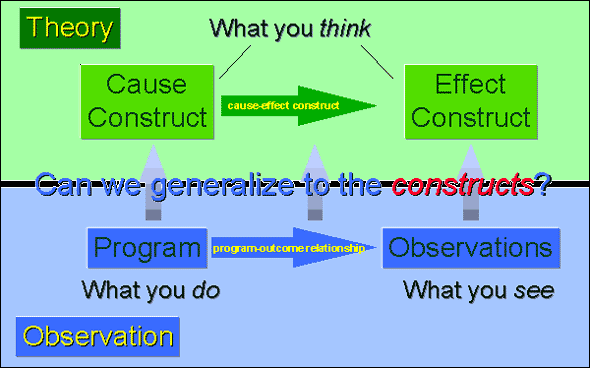 Theory
What you think
Cause
Construct
cause-effect construct
Effect
Construct
Can we generalize to the constructs?
Program
program-outcome relationship
Observations
What you do
What you see
Observation